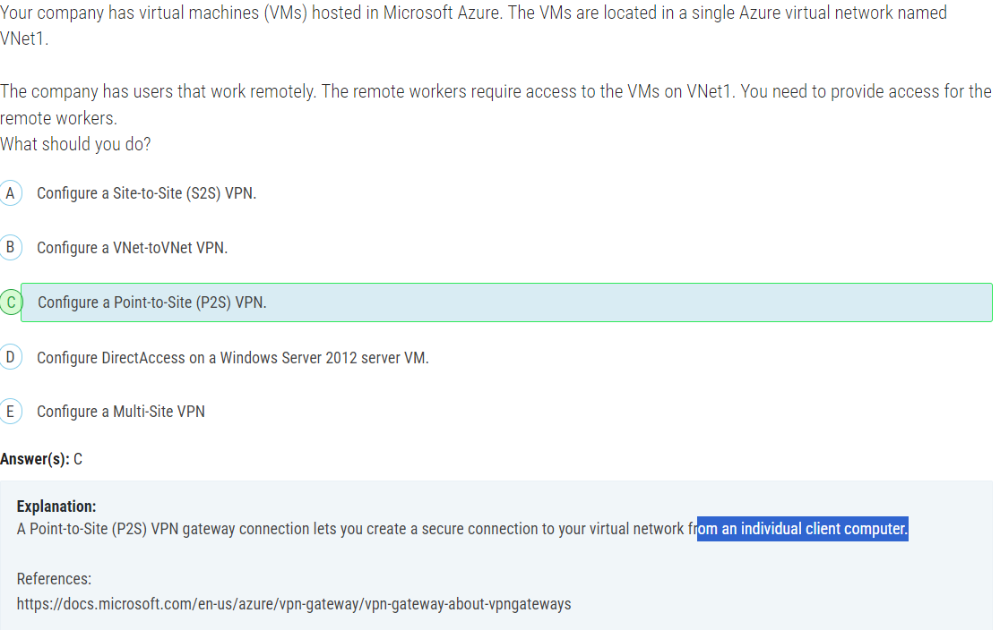 Your company has virtual machines (VMs) hosted in Microsoft Azure. The VMs are located in a single Azure virtual network named
VNet1.
The company has users that work remotely. The remote workers require access to the VMs on VNet1. You need to provide access for the
remote workers.
What should you do?
A Configure a Site-to-Site (S2S) VPN.
B Configure a VNet-toVNet VPN.
C Configure a Point-to-Site (P2S) VPN.
D Configure DirectAccess on a Windows Server 2012 server VM.
E Configure a Multi-Site VPN
Answer(s): C
Explanation:
A Point-to-Site (P2S) VPN gateway connection lets you create a secure connection to your virtual network from an individual client computer.
References:
https://docs.microsoft.com/en-us/azure/vpn-gateway/vpn-gateway-about-vpngateways